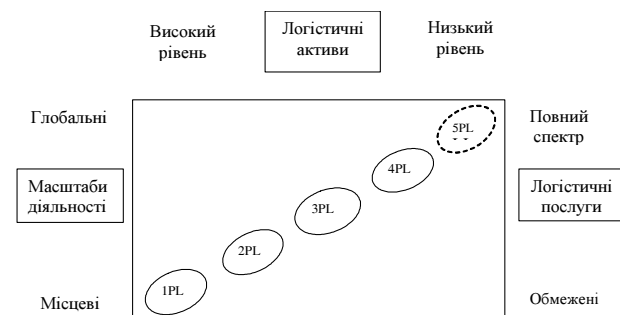 Високий рівень
Логістичні активи
Низький рівень
Глобальні
Повний спектр
5PL
4PL
Масштаби діяльності
Логістичні послуги
3PL
2PL
1PL
Місцеві
Обмежені